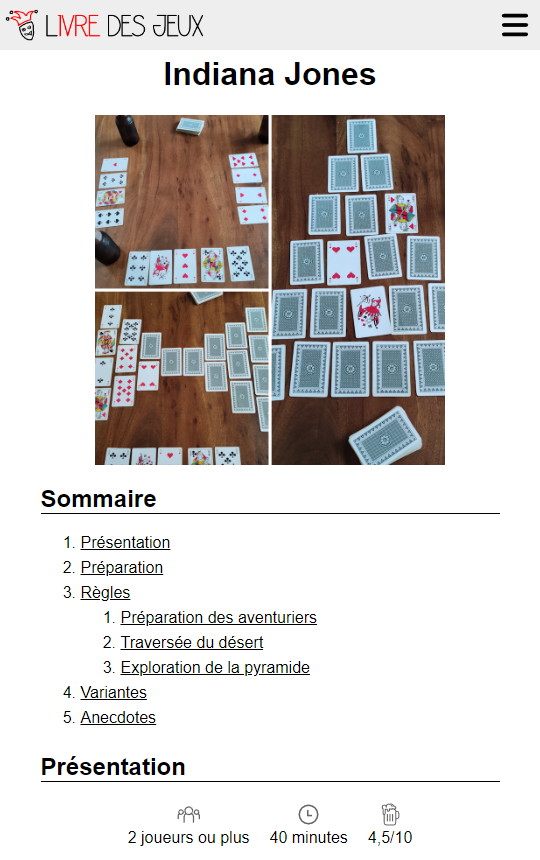 LIVRE DES JEUX
Indiana Jones
Sommaire
1. Présentation
2. Préparation
3. Règles
1. Préparation des aventuriers
2. Traversée du désert
3. Exploration de la pyramide
4. Variantes
5. Anecdotes
Présentation
2 joueurs ou plus 40 minutes 4,5/10